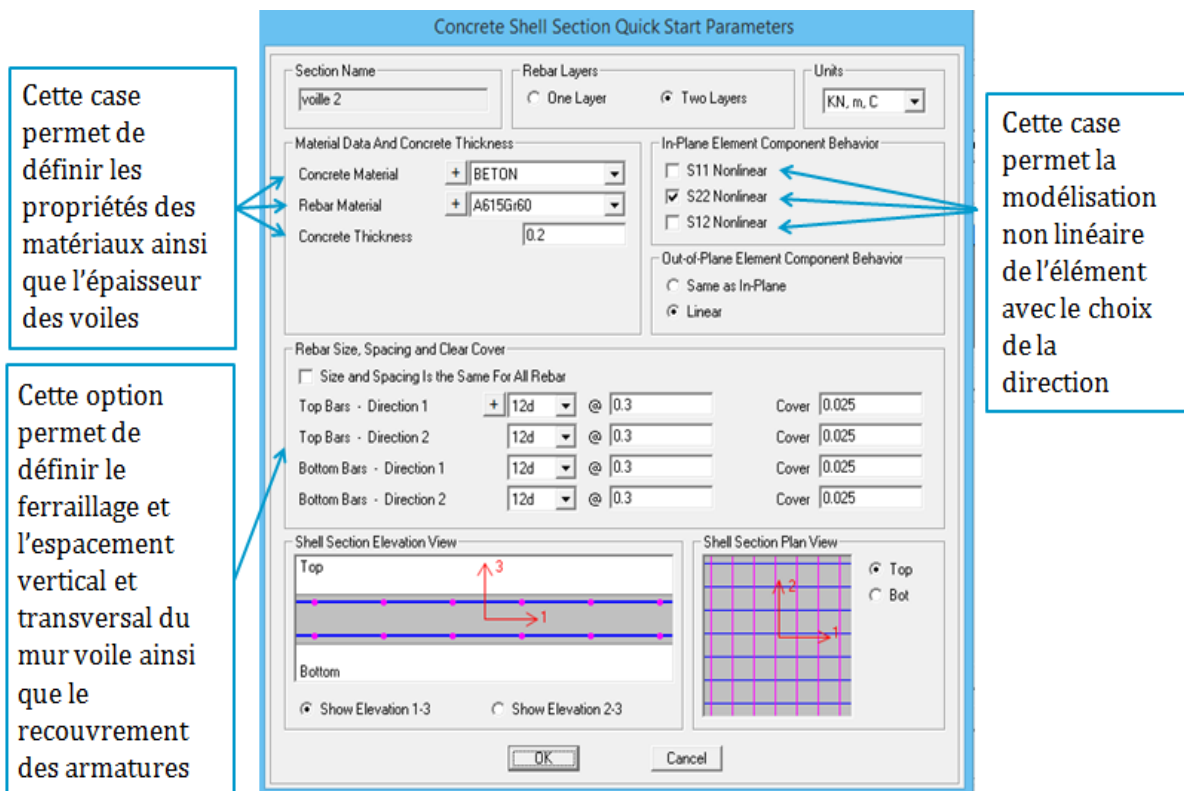 Concrete Shell Section Quick Start Parameters
Cette case
permet de
définir les
propriétés des
matériaux ainsi
que l'épaisseur
des voiles
Cette option
permet de
définir le
ferraillage et
l'espacement
vertical et
transversal du
mur voile ainsi
que le
recouvrement
des armatures
Section Name
voille 2
Rebar Layers
One Layer
Two Layers
Units
KN, m, C
Material Data And Concrete Thickness
Concrete Material + BETON
Rebar Material + A615Gr60
Concrete Thickness 0.2
In-Plane Element Component Behavior
S11 Nonlinear
S22 Nonlinear
S12 Nonlinear
Out-of-Plane Element Component Behavior
Same as In-Plane
Linear
Rebar Size, Spacing and Clear Cover
Size and Spacing Is the Same For All Rebar
Top Bars - Direction 1 + 12d @ 0.3 Cover 0.025
Top Bars - Direction 2 12d @ 0.3 Cover 0.025
Bottom Bars - Direction 1 12d @ 0.3 Cover 0.025
Bottom Bars - Direction 2 12d @ 0.3 Cover 0.025
Shell Section Elevation View
Top
3
1
Bottom
Show Elevation 1-3
Show Elevation 2-3
Shell Section Plan View
2
1
Top
Bot
OK
Cancel
Cette case
permet la
modélisation
non linéaire
de l'élément
avec le choix
de la
direction